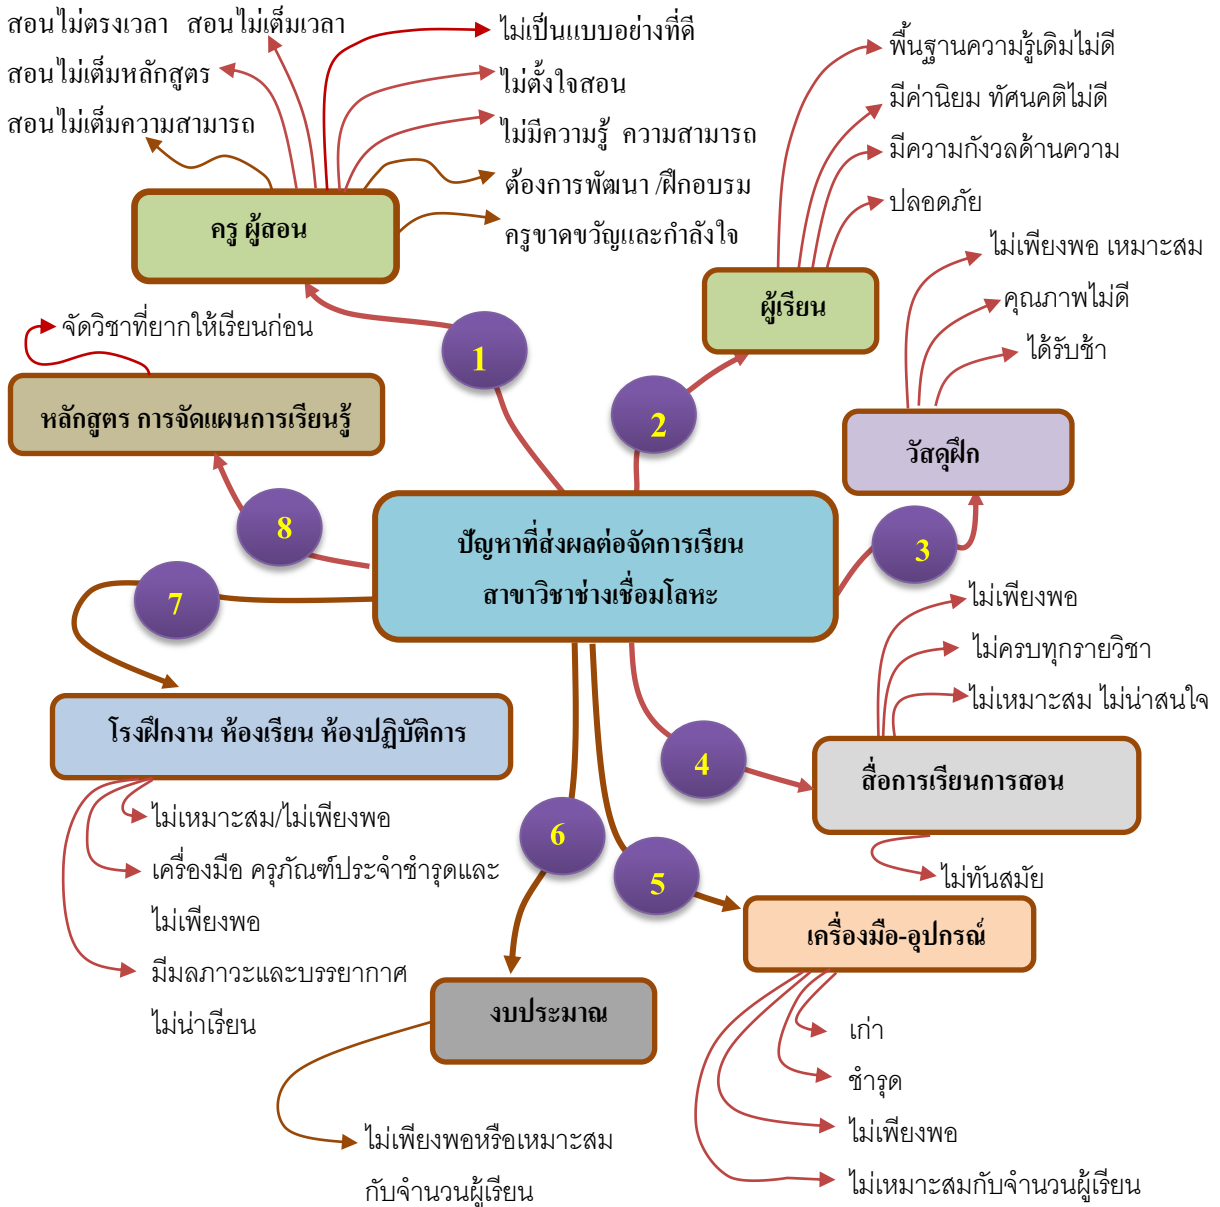 สอนไม่ตรงเวลา สอนไม่เต็มเวลา
สอนไม่เต็มหลักสูตร
สอนไม่เต็มความสามารถ
ไม่เป็นแบบอย่างที่ดี
ไม่ตั้งใจสอน
ไม่มีความรู้ ความสามารถ
ต้องการพัฒนา /ฝึกอบรม
ครูขาดขวัญและกำลังใจ
ครู ผู้สอน
พื้นฐานความรู้เดิมไม่ดี
มีค่านิยม ทัศนคติไม่ดี
มีความกังวลด้านความ
ปลอดภัย
ผู้เรียน
ไม่เพียงพอ เหมาะสม
คุณภาพไม่ดี
ได้รับช้า
วัสดุฝึก
จัดวิชาที่ยากให้เรียนก่อน
หลักสูตร การจัดแผนการเรียนรู้
1
2
3
8
7
ปัญหาที่ส่งผลต่อจัดการเรียน
สาขาวิชาช่างเชื่อมโลหะ
ไม่เพียงพอ
ไม่ครบทุกรายวิชา
ไม่เหมาะสม ไม่น่าสนใจ
สื่อการเรียนการสอน
ไม่ทันสมัย
4
โรงฝึกงาน ห้องเรียน ห้องปฏิบัติการ
ไม่เหมาะสม/ไม่เพียงพอ
เครื่องมือ ครุภัณฑ์ประจำชำรุดและ
ไม่เพียงพอ
มีมลภาวะและบรรยากาศ
ไม่น่าเรียน
6
5
เครื่องมือ-อุปกรณ์
เก่า
ชำรุด
ไม่เพียงพอ
ไม่เหมาะสมกับจำนวนผู้เรียน
งบประมาณ
ไม่เพียงพอหรือเหมาะสม
กับจำนวนผู้เรียน